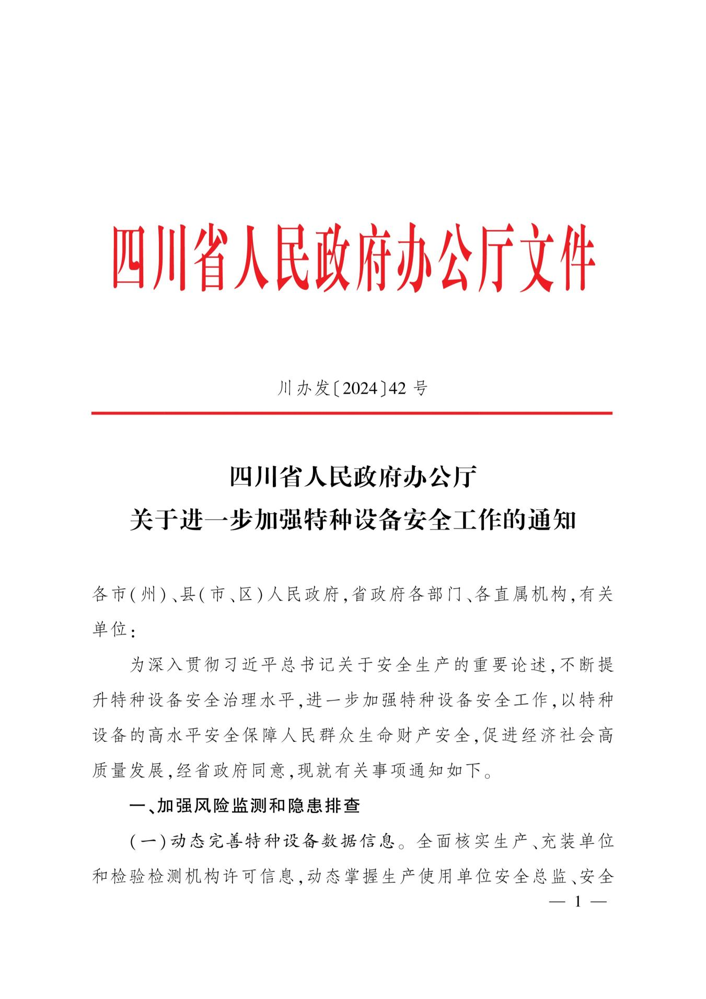 四川省人民政府办公厅文件
川办发〔2024〕42 号
四川省人民政府办公厅
关于进一步加强特种设备安全工作的通知
各市(州)、县(市、区)人民政府,省政府各部门、各直属机构,有关
单位:
为深入贯彻习近平总书记关于安全生产的重要论述,不断提
升特种设备安全治理水平,进一步加强特种设备安全工作,以特种
设备的高水平安全保障人民群众生命财产安全,促进经济社会高
质量发展,经省政府同意,现就有关事项通知如下。
一、加强风险监测和隐患排查
(一)动态完善特种设备数据信息。全面核实生产、充装单位
和检验检测机构许可信息,动态掌握生产使用单位安全总监、安全
— 1 —